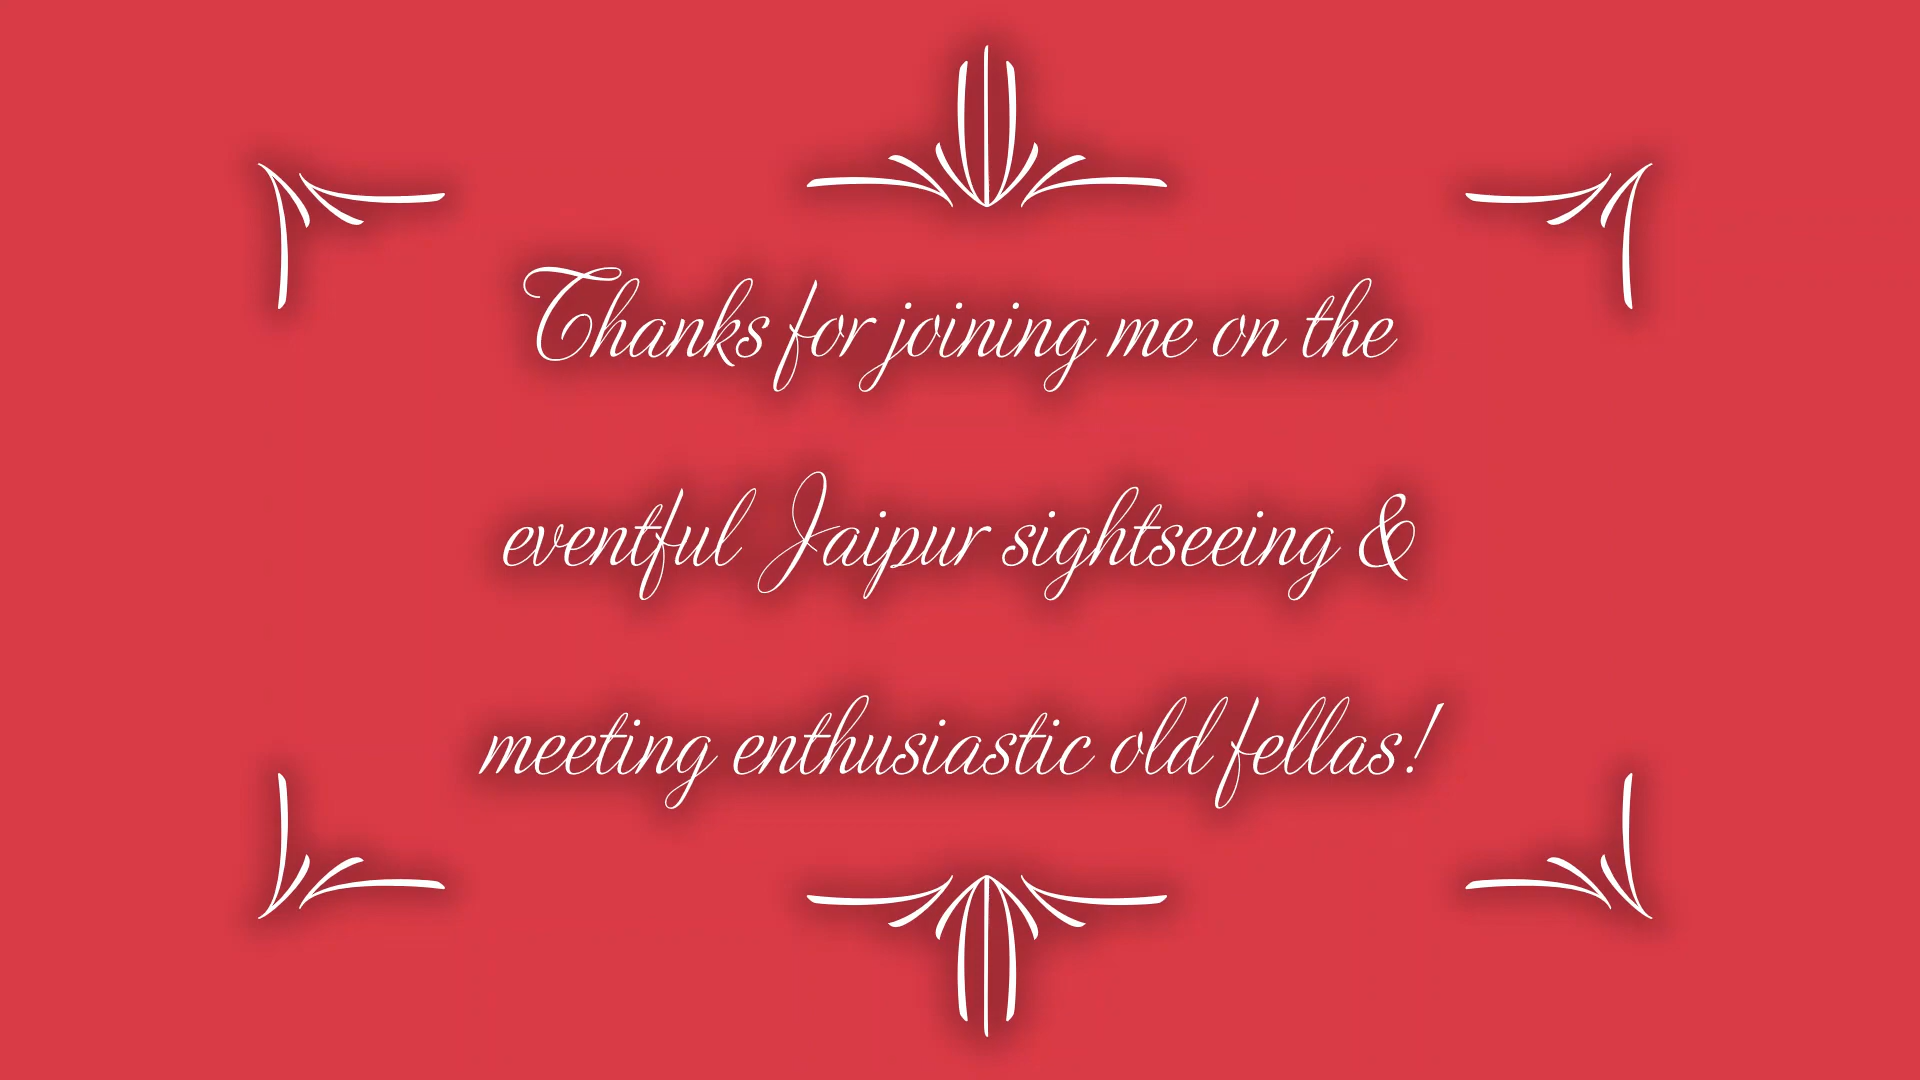 Thanks for joining me on the
eventful Jaipur sightseeing &
meeting enthusiastic old fellas!